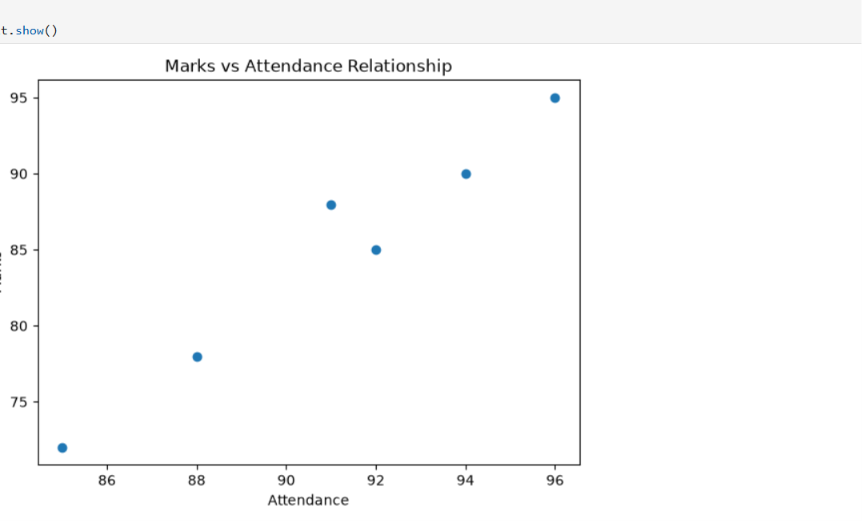 t.show()
Marks vs Attendance Relationship
95
90
85
80
75
86 88 90 92 94 96
Attendance